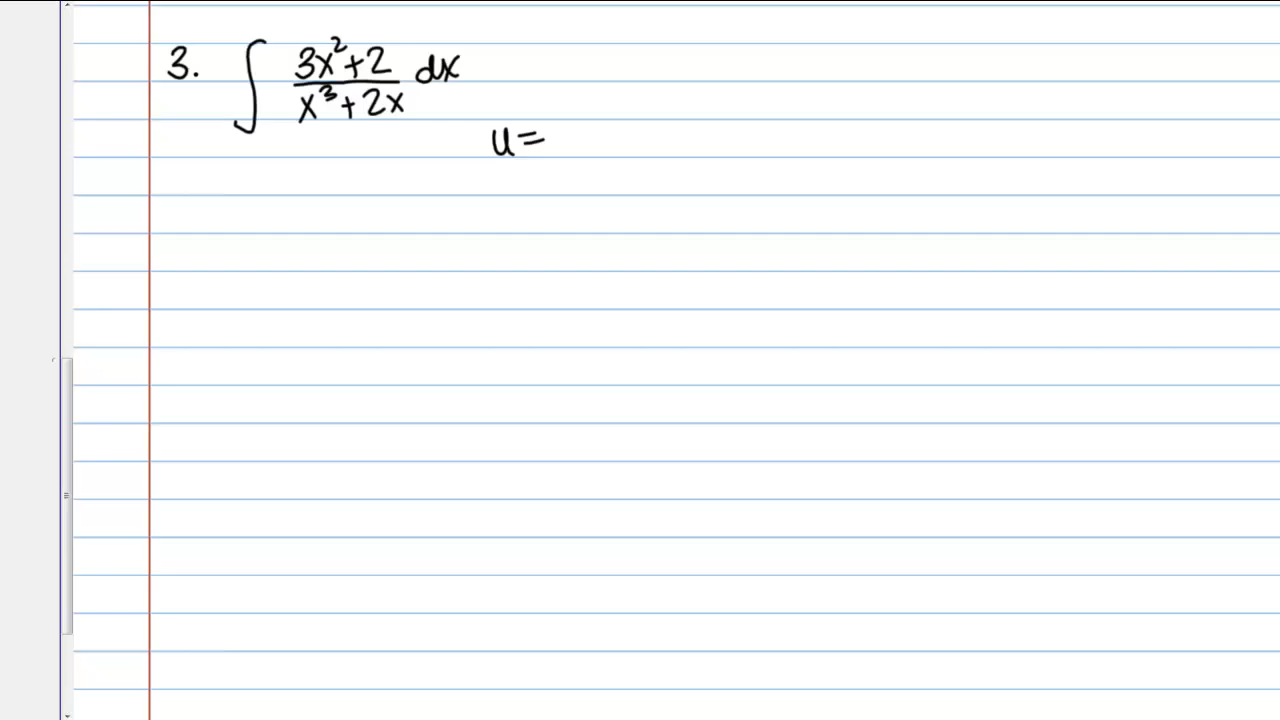 3. ∫ (3x²+2)/(x³+2x) dx
u=